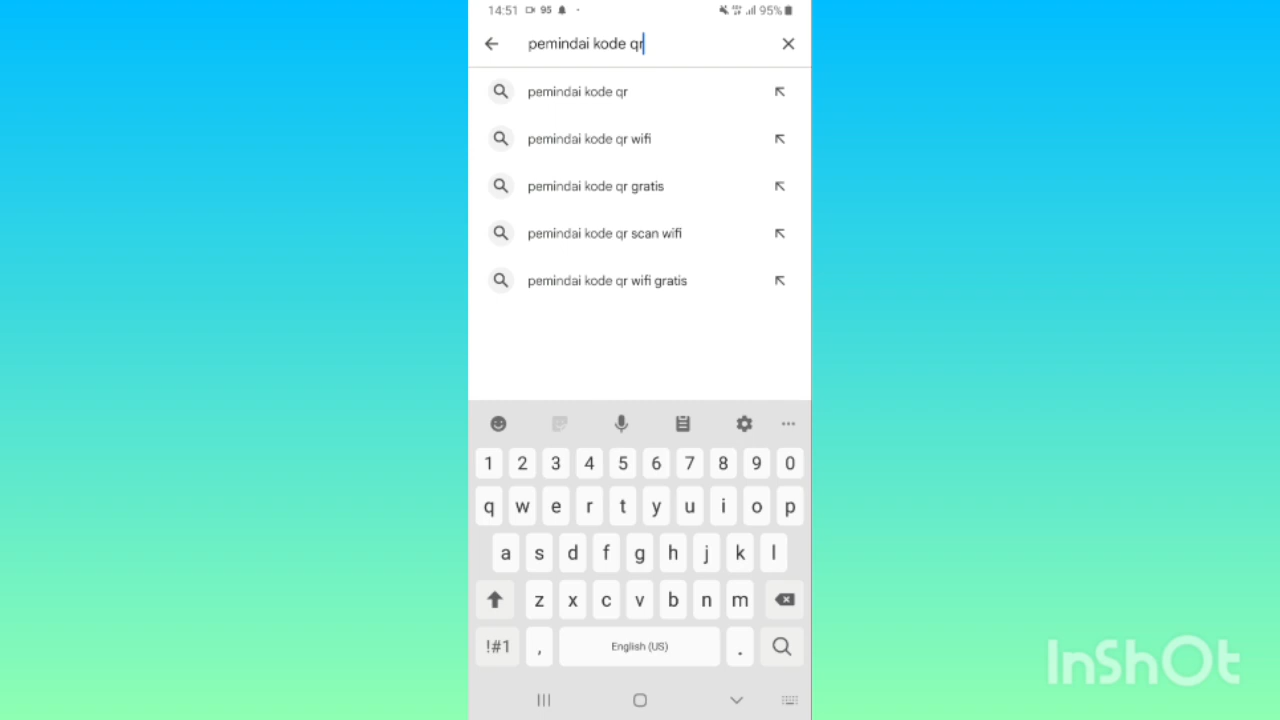 14:51 95 95%
pemindai kode qr
pemindai kode qr
pemindai kode qr wifi
pemindai kode qr gratis
pemindai kode qr scan wifi
pemindai kode qr wifi gratis
1 2 3 4 5 6 7 8 9 0
q w e r t y u i o p
a s d f g h j k l
z x c v b n m
!#1 , English (US) .
InShOt